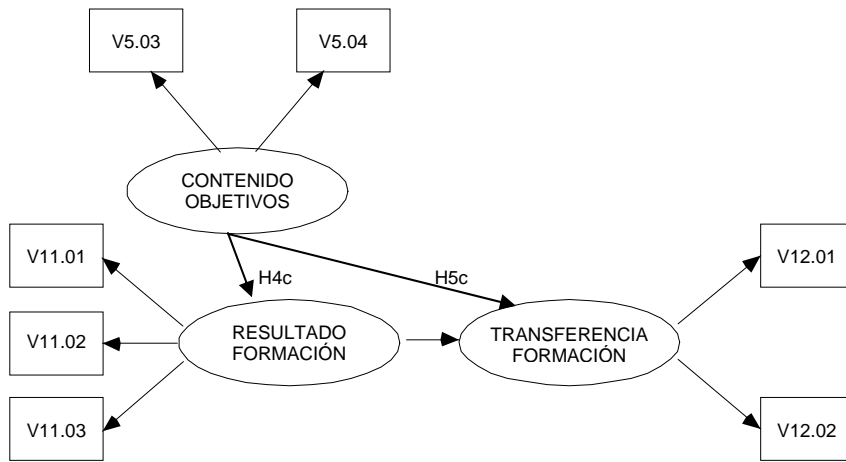 V5.03
V5.04
CONTENIDO
OBJETIVOS
V11.01
V12.01
H4c
H5c
V11.02
RESULTADO
FORMACIÓN
TRANSFERENCIA
FORMACIÓN
V11.03
V12.02